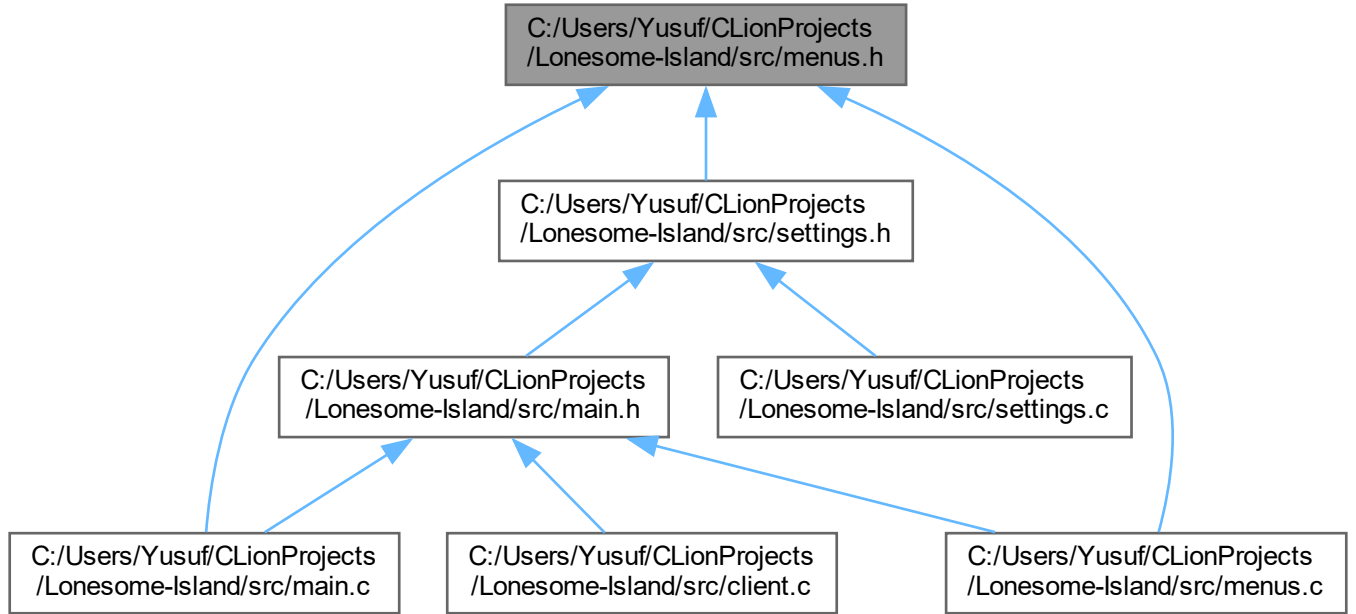 C:/Users/Yusuf/CLionProjects
/Lonesome-Island/src/menus.h
C:/Users/Yusuf/CLionProjects
/Lonesome-Island/src/settings.h
C:/Users/Yusuf/CLionProjects
/Lonesome-Island/src/main.h
C:/Users/Yusuf/CLionProjects
/Lonesome-Island/src/settings.c
C:/Users/Yusuf/CLionProjects
/Lonesome-Island/src/main.c
C:/Users/Yusuf/CLionProjects
/Lonesome-Island/src/client.c
C:/Users/Yusuf/CLionProjects
/Lonesome-Island/src/menus.c